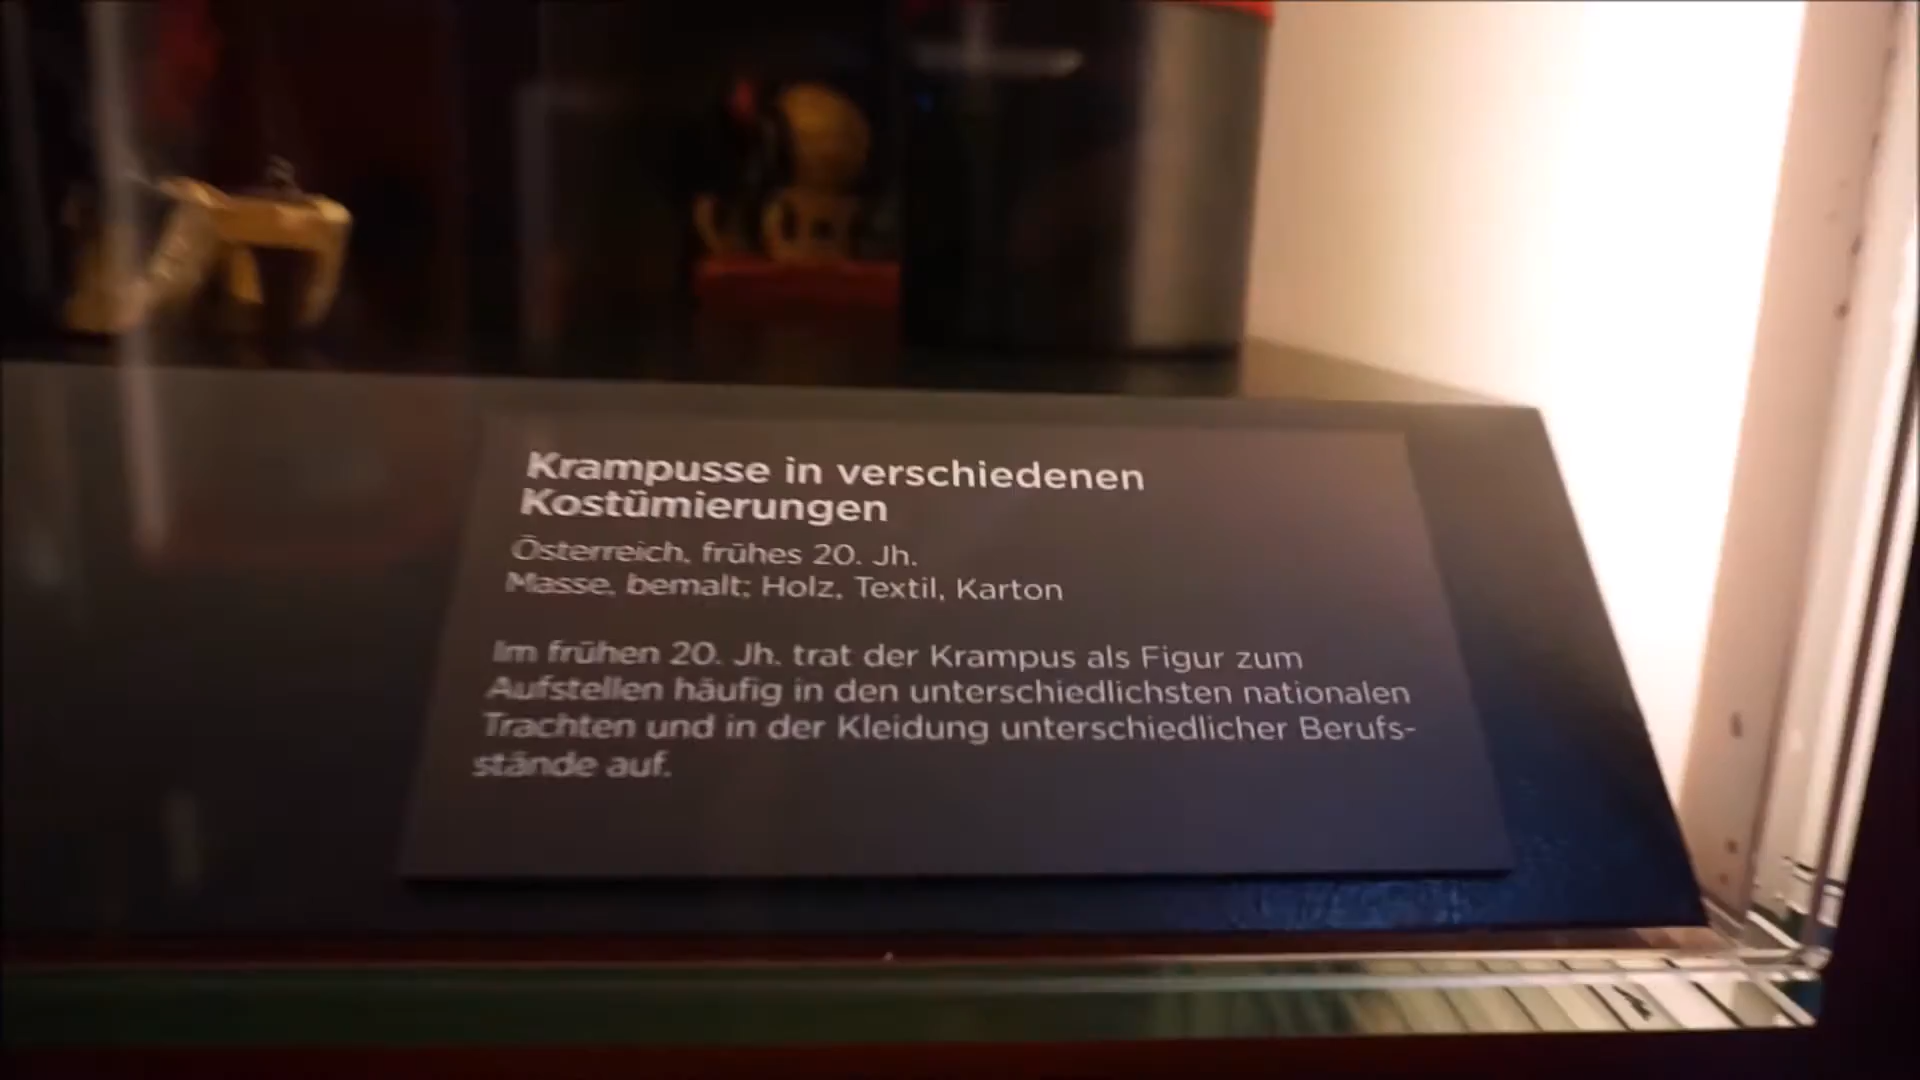 Krampusse in verschiedenen
Kostümierungen
Österreich, frühes 20. Jh.
Masse, bemalt; Holz, Textil, Karton
Im frühen 20. Jh. trat der Krampus als Figur zum
Aufstellen häufig in den unterschiedlichsten nationalen
Trachten und in der Kleidung unterschiedlicher Berufs-
stände auf.